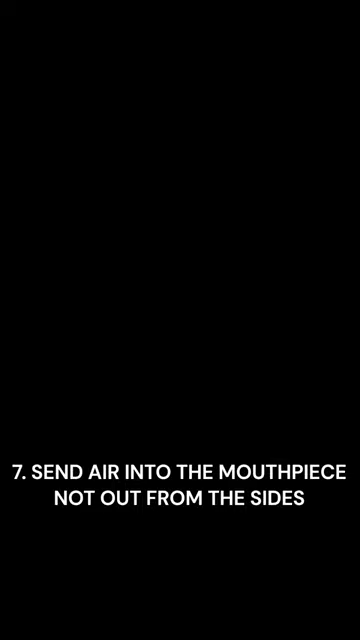 7. SEND AIR INTO THE MOUTHPIECE
NOT OUT FROM THE SIDES